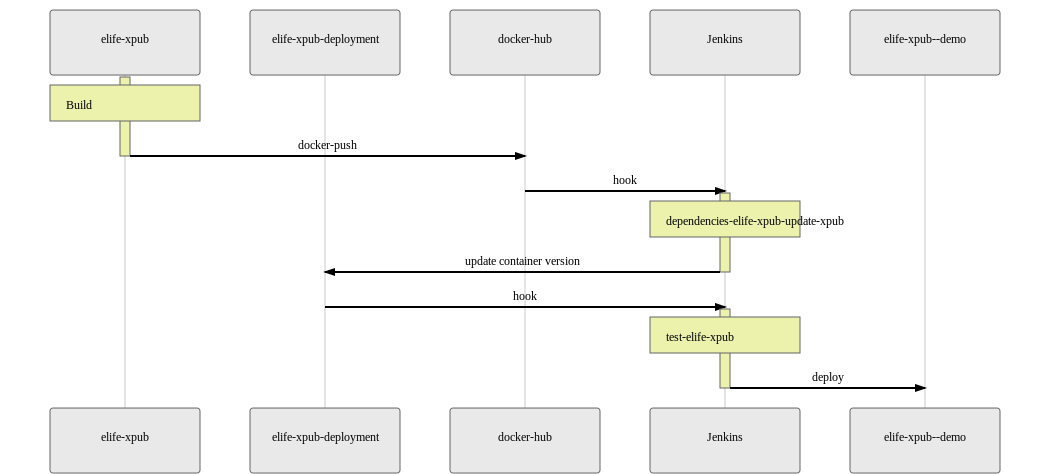 elife-xpub
elife-xpub-deployment
docker-hub
Jenkins
elife-xpub--demo
Build
docker-push
hook
dependencies-elife-xpub-update-xpub
update container version
hook
test-elife-xpub
deploy
elife-xpub
elife-xpub-deployment
docker-hub
Jenkins
elife-xpub--demo